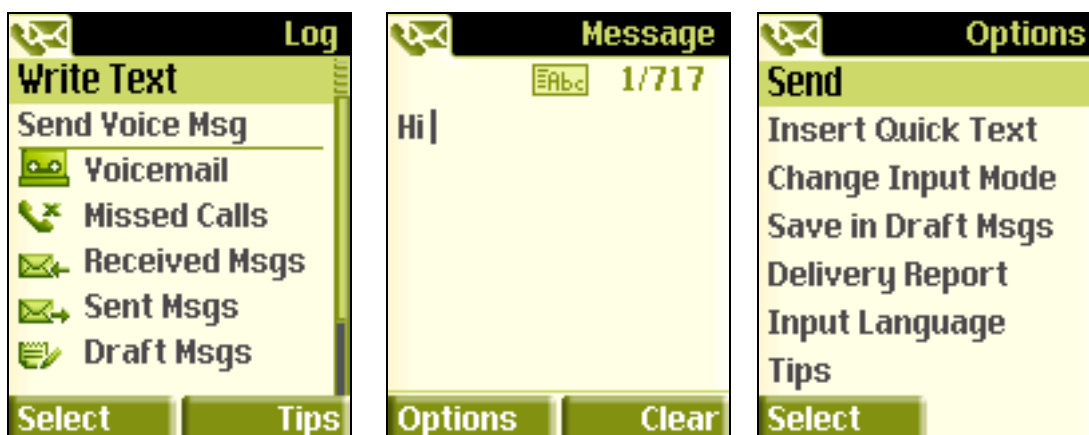 Log
Write Text
Send Voice Msg
Voicemail
Missed Calls
Received Msgs
Sent Msgs
Draft Msgs
Select Tips
Message
Abc 1/717
Hi
Options Clear
Options
Send
Insert Quick Text
Change Input Mode
Save in Draft Msgs
Delivery Report
Input Language
Tips
Select